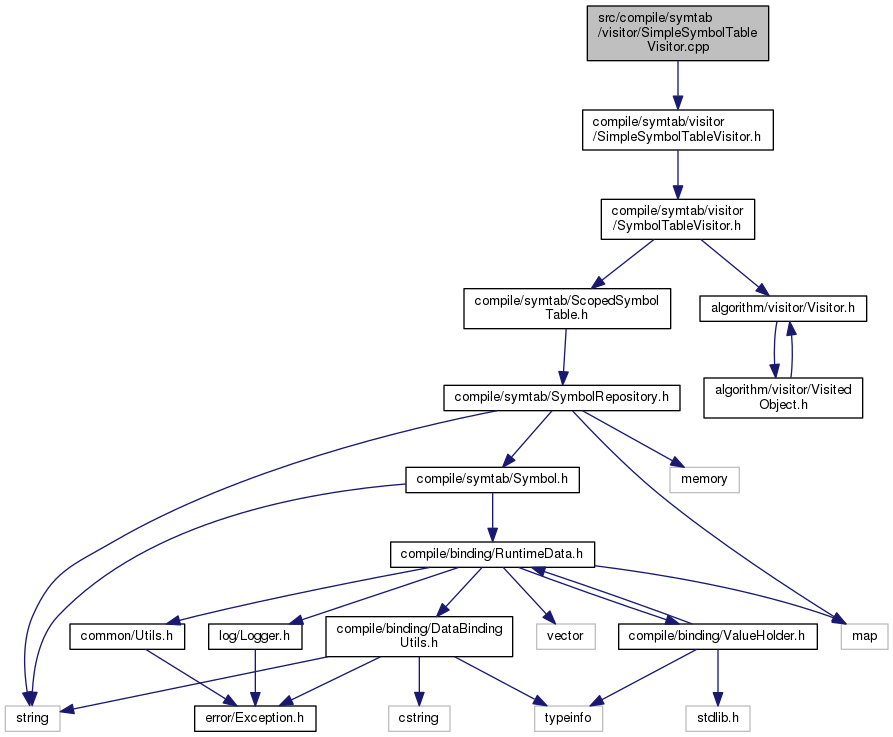 src/compile/symtab
/visitor/SimpleSymbolTable
Visitor.cpp
compile/symtab/visitor
/SimpleSymbolTableVisitor.h
compile/symtab/visitor
/SymbolTableVisitor.h
compile/symtab/ScopedSymbol
Table.h
algorithm/visitor/Visitor.h
algorithm/visitor/Visited
Object.h
compile/symtab/SymbolRepository.h
compile/symtab/Symbol.h
memory
compile/binding/RuntimeData.h
common/Utils.h
log/Logger.h
compile/binding/DataBinding
Utils.h
vector
compile/binding/ValueHolder.h
map
string
error/Exception.h
cstring
typeinfo
stdlib.h